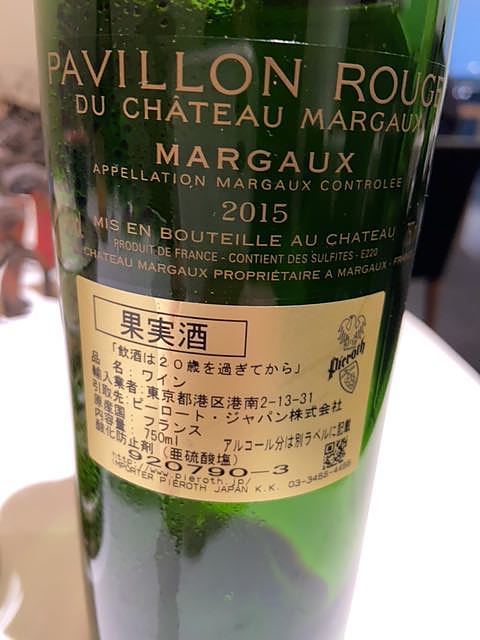 PAVILLON ROUGE
DU CHÂTEAU MARGAUX
MARGAUX
APPELLATION MARGAUX CONTROLEE
2015
MIS EN BOUTEILLE AU CHATEAU
PRODUIT DE FRANCE - CONTIENT DES SULFITES - E220
CHÂTEAU MARGAUX PROPRIÉTAIRE A MARGAUX -
果実酒
Pieroth
「飲酒は20歳を過ぎてから」
品名:ワイン
輸入業者:東京都港区港南2-13-31
引取先:ピーロート・ジャパン株式会社
原産国:フランス
内容量:750ml アルコール分は別ラベルに記載
酸化防止剤(亜硫酸塩)
920790-3
http://www.pieroth.jp/
IMPORTER PIEROTH JAPAN K.K. 03-3458-4455